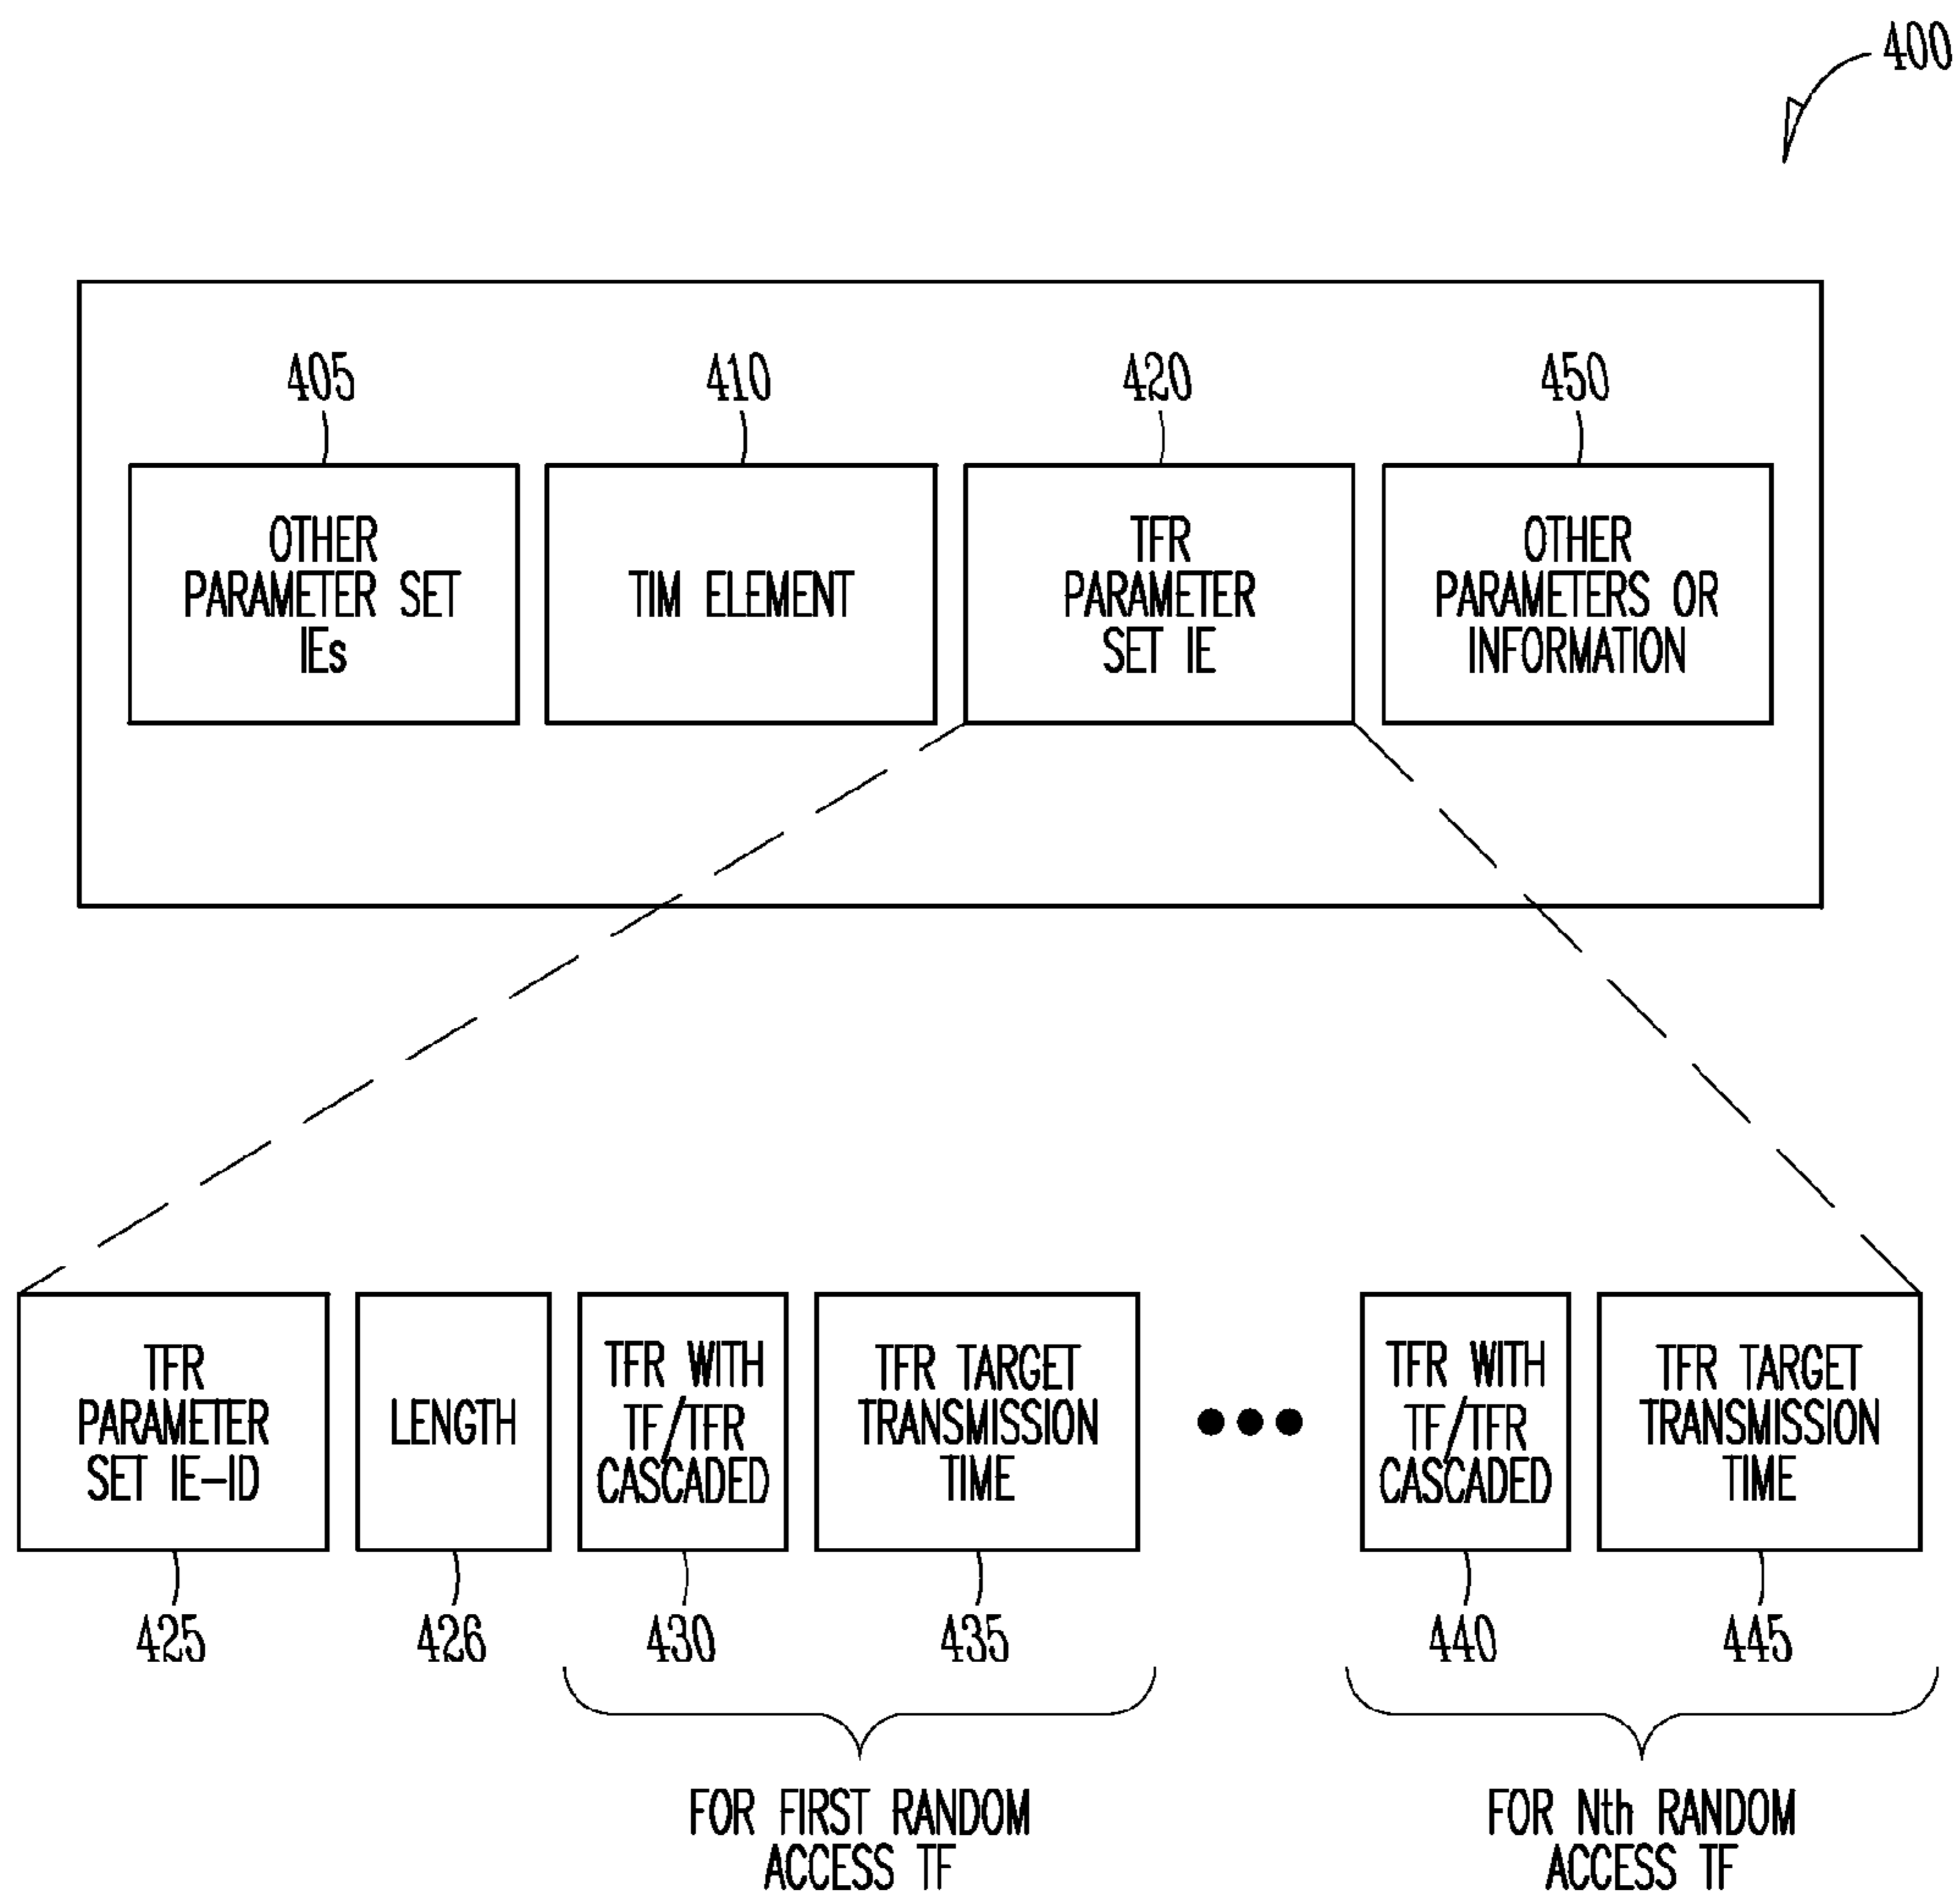 400
405
410
420
450
OTHER
PARAMETER SET
IEs
TIM ELEMENT
TFR
PARAMETER
SET IE
OTHER
PARAMETERS OR
INFORMATION
TFR
PARAMETER
SET IE-ID
LENGTH
TFR WITH
TF/TFR
CASCADED
TFR TARGET
TRANSMISSION
TIME
TFR WITH
TF/TFR
CASCADED
TFR TARGET
TRANSMISSION
TIME
425
426
430
435
440
445
FOR FIRST RANDOM
ACCESS TF
FOR Nth RANDOM
ACCESS TF